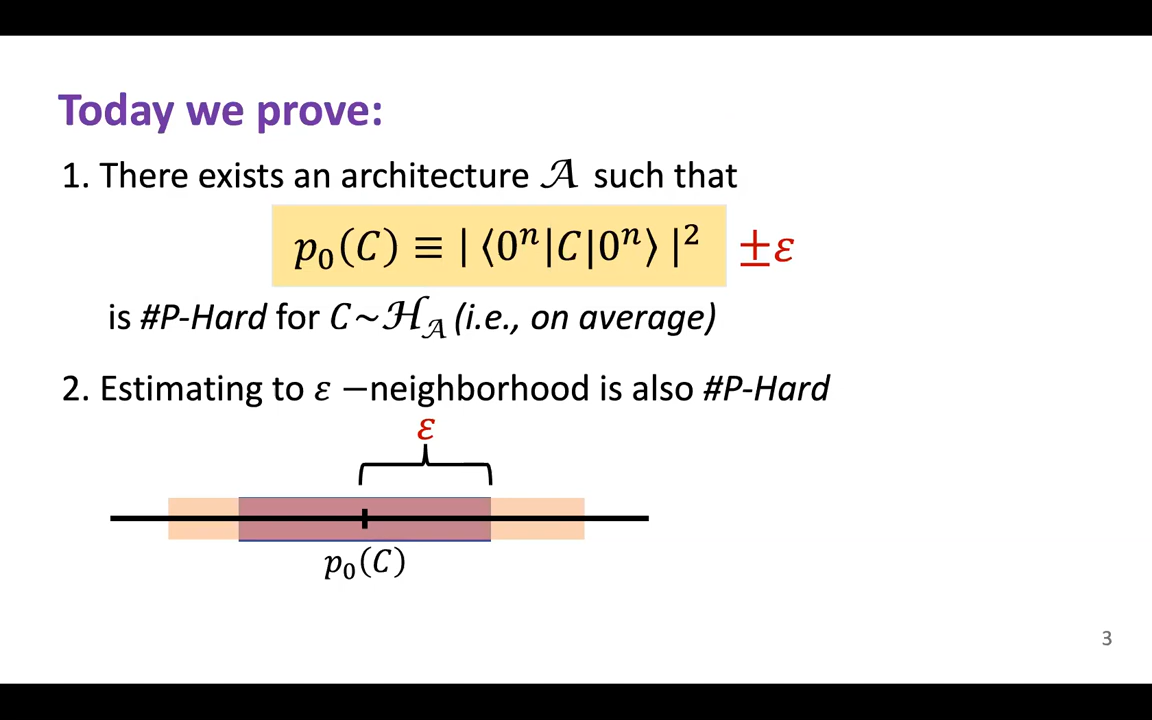 Today we prove:
1. There exists an architecture 𝒜 such that
p₀(C) ≡ | ⟨0ⁿ|C|0ⁿ⟩ |² ±ε
is #P-Hard for C~ℋ_𝒜 (i.e., on average)
2. Estimating to ε −neighborhood is also #P-Hard
ε
p₀(C)
3